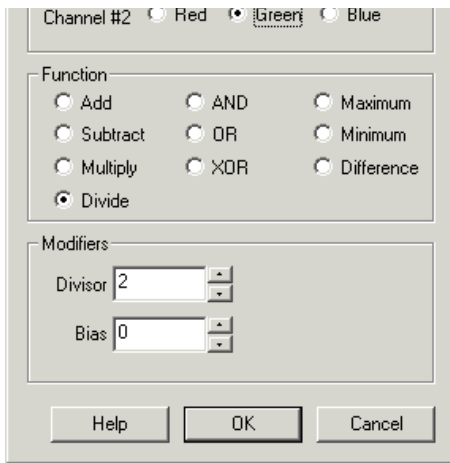 Channel #2 Red Green Blue
Function
Add AND Maximum
Subtract OR Minimum
Multiply XOR Difference
Divide
Modifiers
Divisor 2
Bias 0
Help OK Cancel